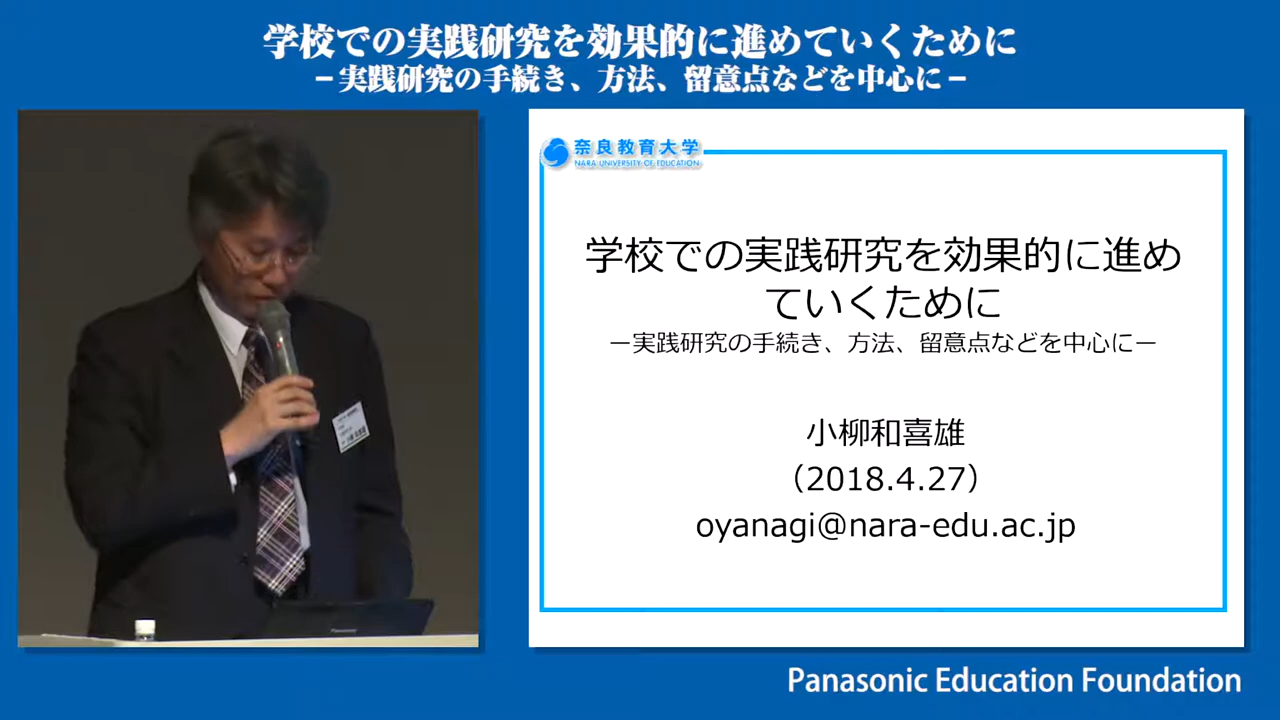 学校での実践研究を効果的に進めていくために
－実践研究の手続き、方法、留意点などを中心に－
奈良教育大学
NARA UNIVERSITY OF EDUCATION
学校での実践研究を効果的に進め
ていくために
ー実践研究の手続き、方法、留意点などを中心にー
小柳和喜雄
（2018.4.27）
oyanagi@nara-edu.ac.jp
Panasonic
Panasonic Education Foundation